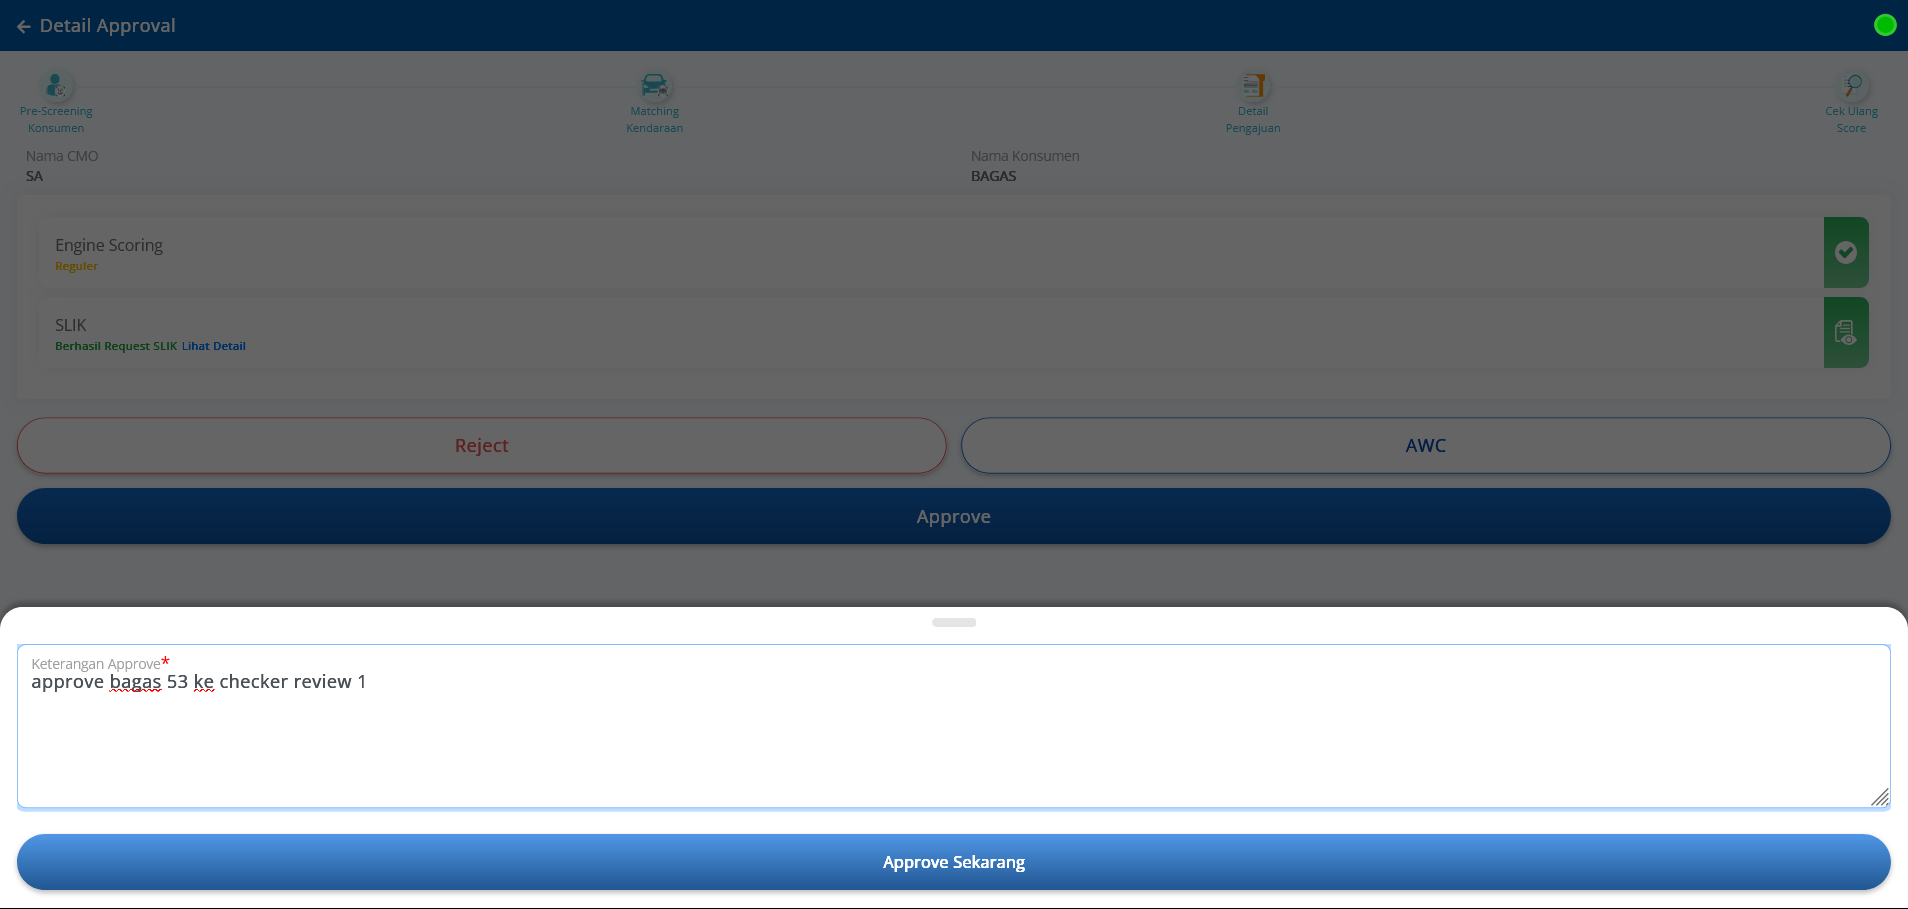 Detail Approval
Pre-Screening
Konsumen
Matching
Kendaraan
Detail
Pengajuan
Cek Ulang
Score
Nama CMO
SA
Nama Konsumen
BAGAS
Engine Scoring
Reguler
SLIK
Berhasil Request SLIK Lihat Detail
Reject
AWC
Approve
Keterangan Approve*
approve bagas 53 ke checker review 1
Approve Sekarang